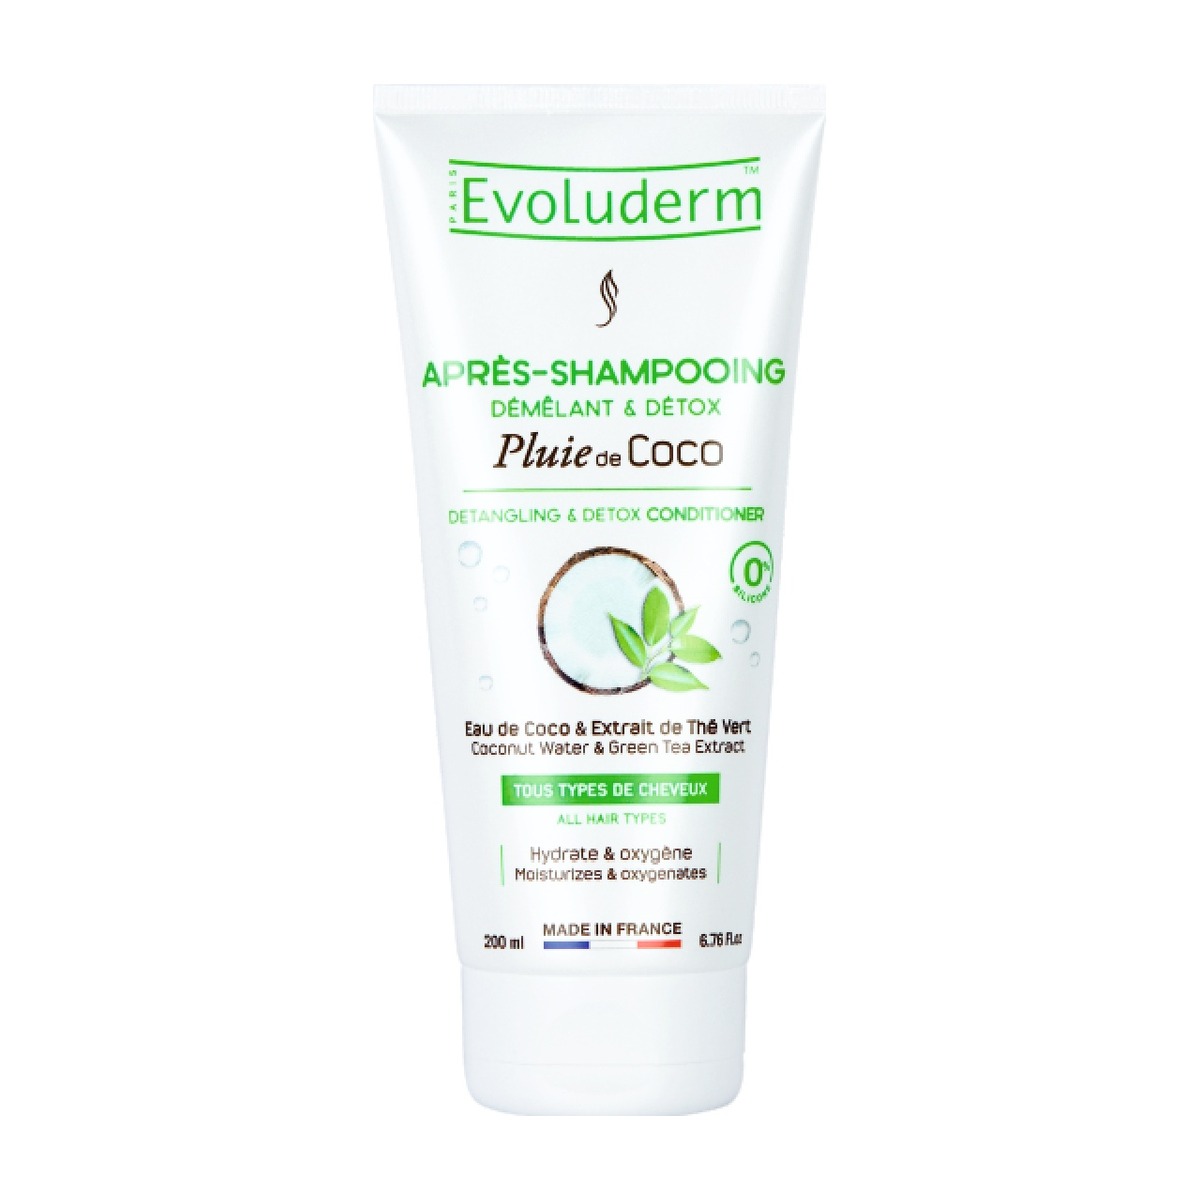 PARIS
Evoluderm™
APRÈS-SHAMPOOING
DÉMÊLANT & DÉTOX
Pluie de Coco
DETANGLING & DETOX CONDITIONER
0%
SILICONE
Eau de Coco & Extrait de Thé Vert
Coconut Water & Green Tea Extract
TOUS TYPES DE CHEVEUX
ALL HAIR TYPES
Hydrate & oxygène
Moisturizes & oxygenates
MADE IN FRANCE
200 ml
6.76 Fl.oz